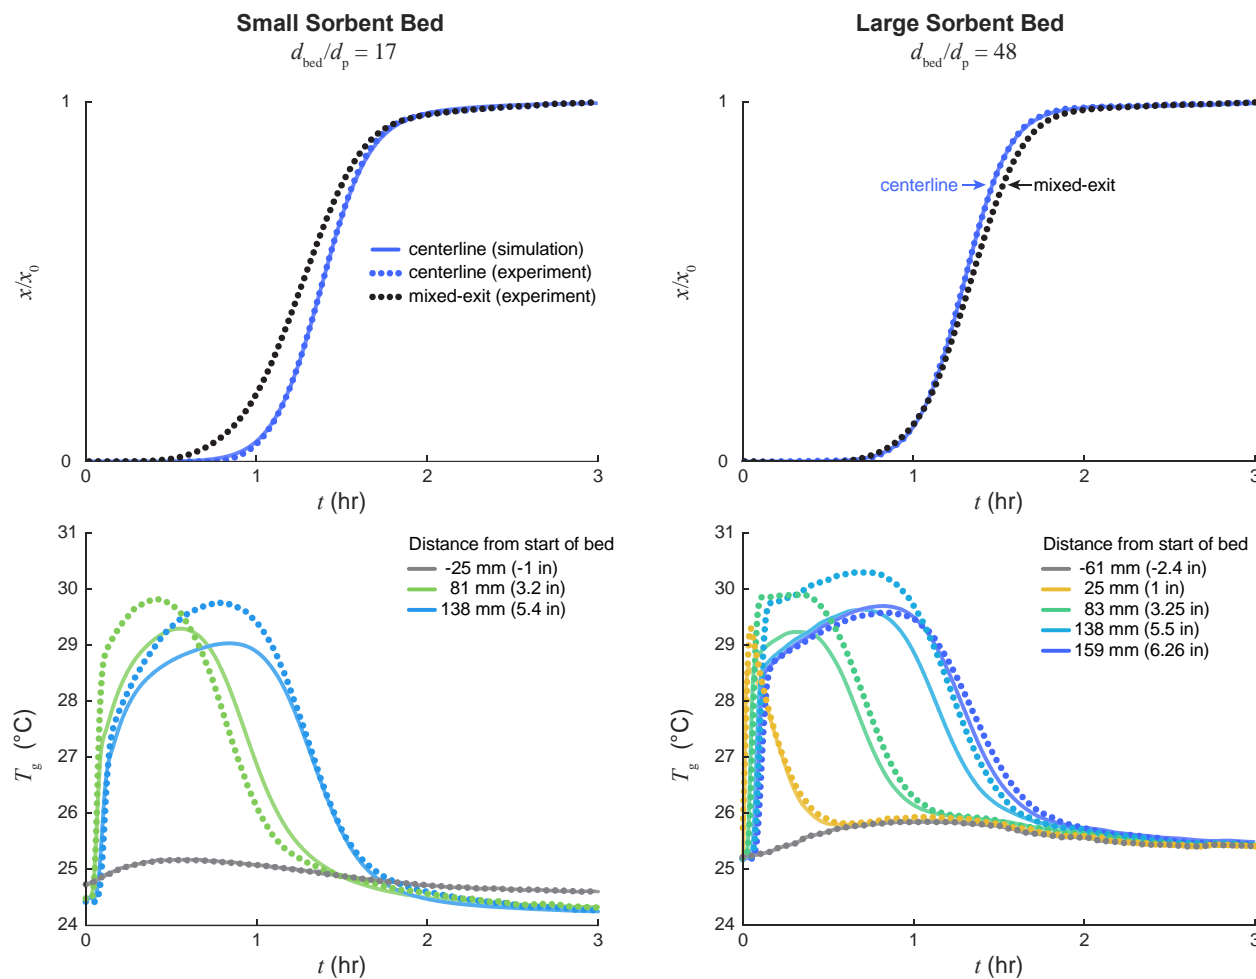 Small Sorbent Bed
d_bed/d_p = 17
Large Sorbent Bed
d_bed/d_p = 48
1
0
x/x_0
centerline (simulation)
centerline (experiment)
mixed-exit (experiment)
0
1
2
3
t (hr)
1
0
x/x_0
centerline
mixed-exit
0
1
2
3
t (hr)
31
30
29
28
27
26
25
24
T_g (°C)
Distance from start of bed
-25 mm (-1 in)
81 mm (3.2 in)
138 mm (5.4 in)
0
1
2
3
t (hr)
31
30
29
28
27
26
25
24
T_g (°C)
Distance from start of bed
-61 mm (-2.4 in)
25 mm (1 in)
83 mm (3.25 in)
138 mm (5.5 in)
159 mm (6.26 in)
0
1
2
3
t (hr)